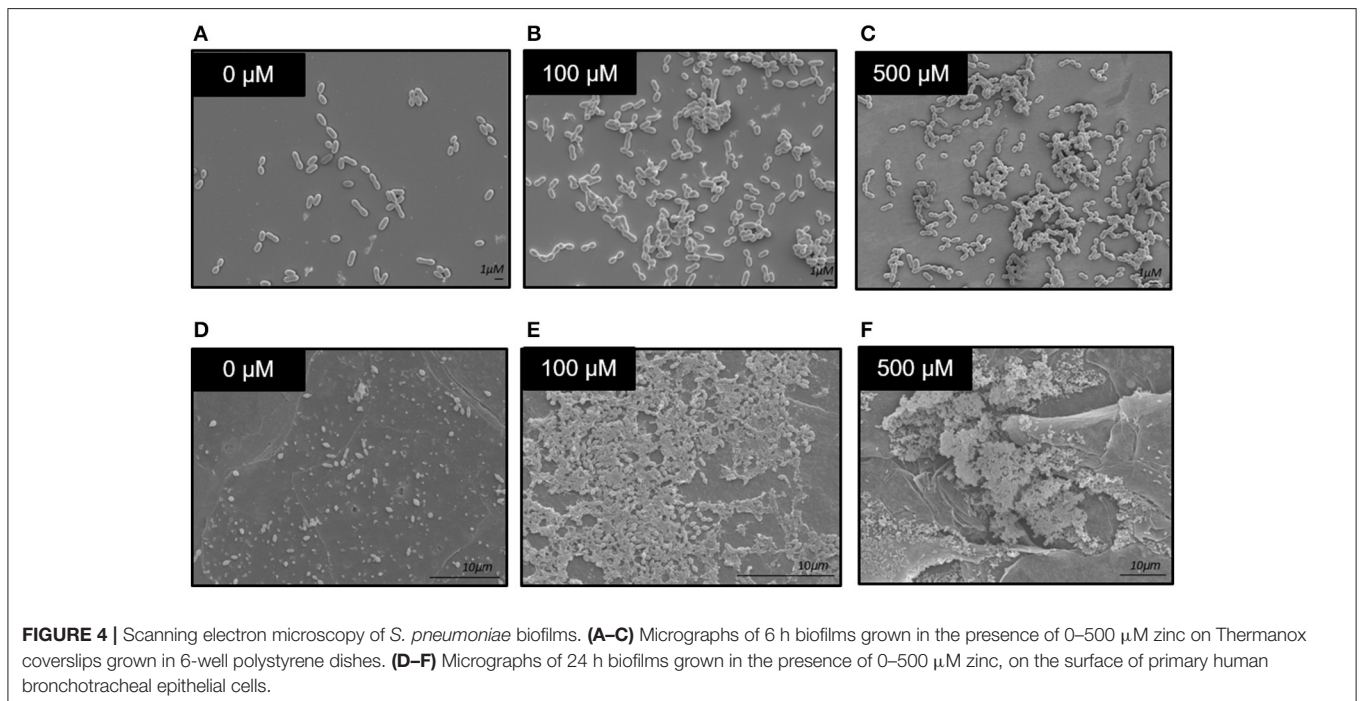 A
B
C
0 µM
100 µM
500 µM
1µM
1µM
1µM
D
E
F
0 µM
100 µM
500 µM
10µm
10µm
10µm
FIGURE 4 | Scanning electron microscopy of S. pneumoniae biofilms. (A–C) Micrographs of 6 h biofilms grown in the presence of 0–500 µM zinc on Thermanox
coverslips grown in 6-well polystyrene dishes. (D–F) Micrographs of 24 h biofilms grown in the presence of 0–500 µM zinc, on the surface of primary human
bronchotracheal epithelial cells.